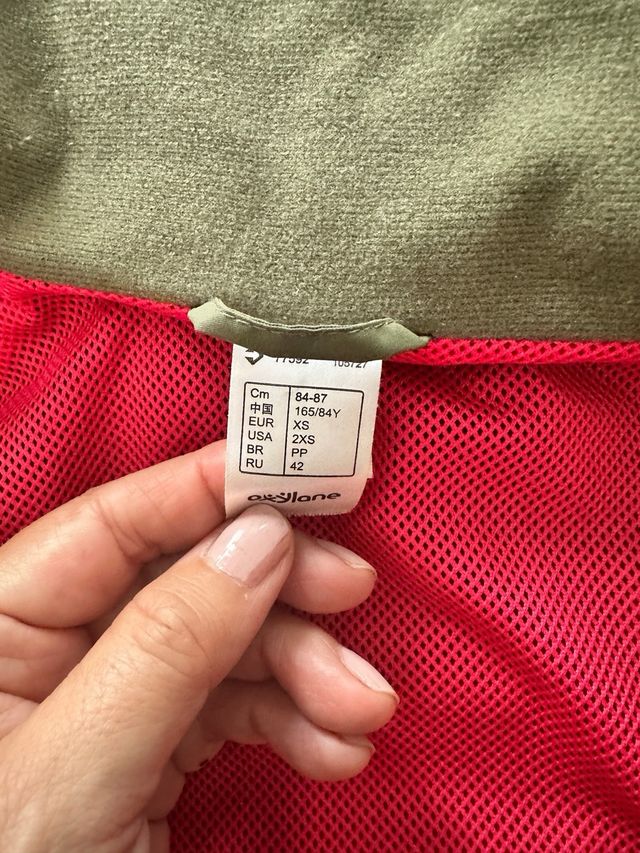 Cm 84-87
中国 165/84Y
EUR XS
USA 2XS
BR PP
RU 42
oxylane